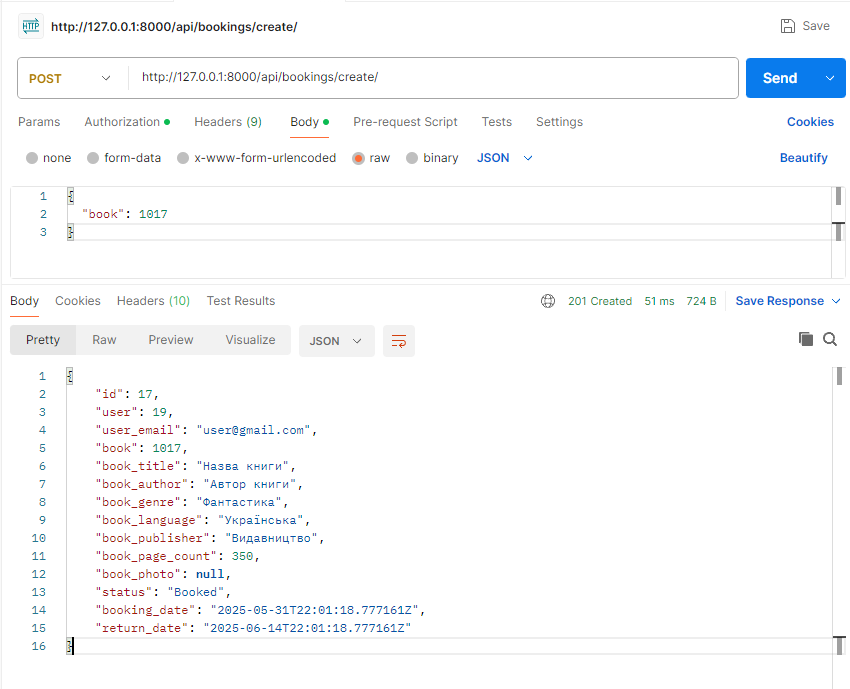 HTTP http://127.0.0.1:8000/api/bookings/create/ Save
POST http://127.0.0.1:8000/api/bookings/create/ Send
Params Authorization Headers (9) Body Pre-request Script Tests Settings Cookies
none form-data x-www-form-urlencoded raw binary JSON Beautify
1 {
2 "book": 1017
3 }
Body Cookies Headers (10) Test Results 201 Created 51 ms 724 B Save Response
Pretty Raw Preview Visualize JSON
1 {
2 "id": 17,
3 "user": 19,
4 "user_email": "user@gmail.com",
5 "book": 1017,
6 "book_title": "Назва книги",
7 "book_author": "Автор книги",
8 "book_genre": "Фантастика",
9 "book_language": "Українська",
10 "book_publisher": "Видавництво",
11 "book_page_count": 350,
12 "book_photo": null,
13 "status": "Booked",
14 "booking_date": "2025-05-31T22:01:18.777161Z",
15 "return_date": "2025-06-14T22:01:18.777161Z"
16 }